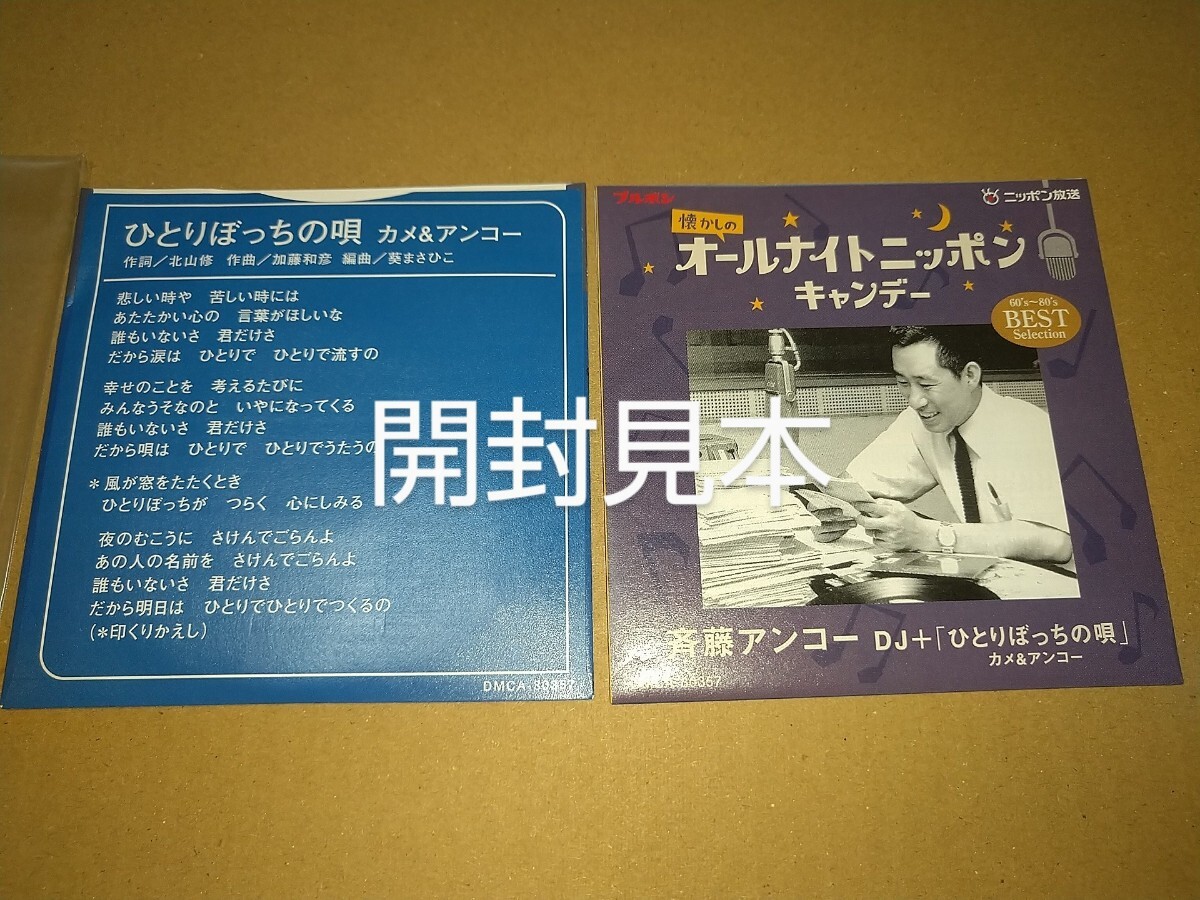 ひとりぼっちの唄 カメ&アンコー
作詞／北山修 作曲／加藤和彦 編曲／葵まさひこ
悲しい時や 苦しい時には
あたたかい心の 言葉がほしいな
誰もいないさ 君だけさ
だから涙は ひとりで ひとりで流すの
幸せのことを 考えるたびに
みんなうそなのと いやになってくる
誰もいないさ 君だけさ
だから唄は ひとりで ひとりでうたうの
＊風が窓をたたくとき
ひとりぼっちが つらく 心にしみる
夜のむこうに さけんでごらんよ
あの人の名前を さけんでごらんよ
誰もいないさ 君だけさ
だから明日は ひとりでひとりでつくるの
(＊印くりかえし)
DMCA-30357
開封見本
ブルボン
ニッポン放送
懐かしの
オールナイトニッポン
キャンデー
60's〜80's
BEST
Selection
斉藤アンコー DJ＋「ひとりぼっちの唄」
カメ&アンコー